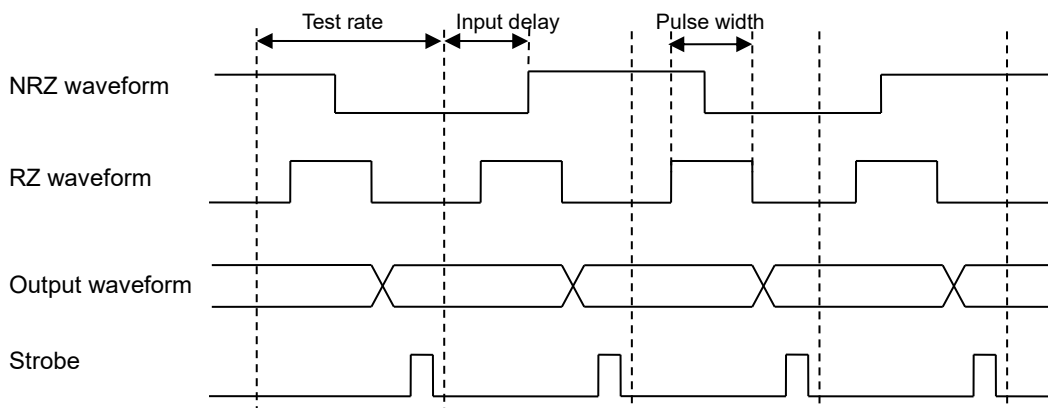 Test rate
Input delay
Pulse width
NRZ waveform
RZ waveform
Output waveform
Strobe